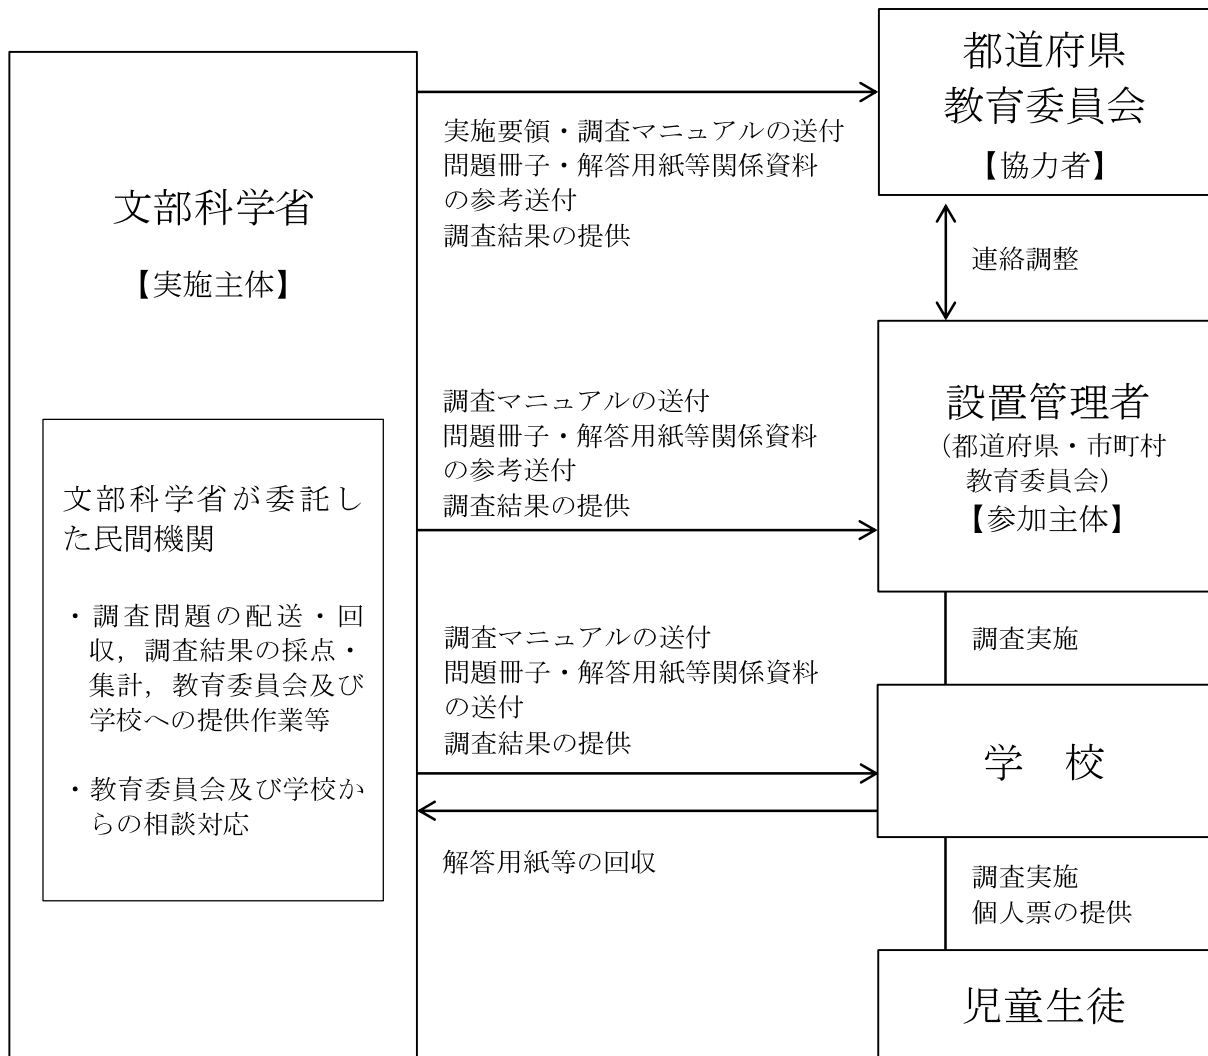 文部科学省
【実施主体】
文部科学省が委託し
た民間機関
・調査問題の配送・回
収，調査結果の採点・
集計，教育委員会及び
学校への提供作業等
・教育委員会及び学校か
らの相談対応
実施要領・調査マニュアルの送付
問題冊子・解答用紙等関係資料
の参考送付
調査結果の提供
調査マニュアルの送付
問題冊子・解答用紙等関係資料
の参考送付
調査結果の提供
調査マニュアルの送付
問題冊子・解答用紙等関係資料
の送付
調査結果の提供
解答用紙等の回収
都道府県
教育委員会
【協力者】
連絡調整
設置管理者
（都道府県・市町村
教育委員会）
【参加主体】
調査実施
学　校
調査実施
個人票の提供
児童生徒